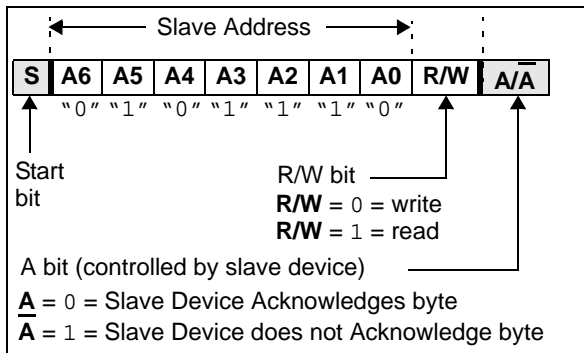 Slave Address
S A6 A5 A4 A3 A2 A1 A0 R/W A/A̅
"0" "1" "0" "1" "1" "1" "0"
Start
bit
R/W bit
R/W = 0 = write
R/W = 1 = read
A bit (controlled by slave device)
A = 0 = Slave Device Acknowledges byte
A̅ = 1 = Slave Device does not Acknowledge byte